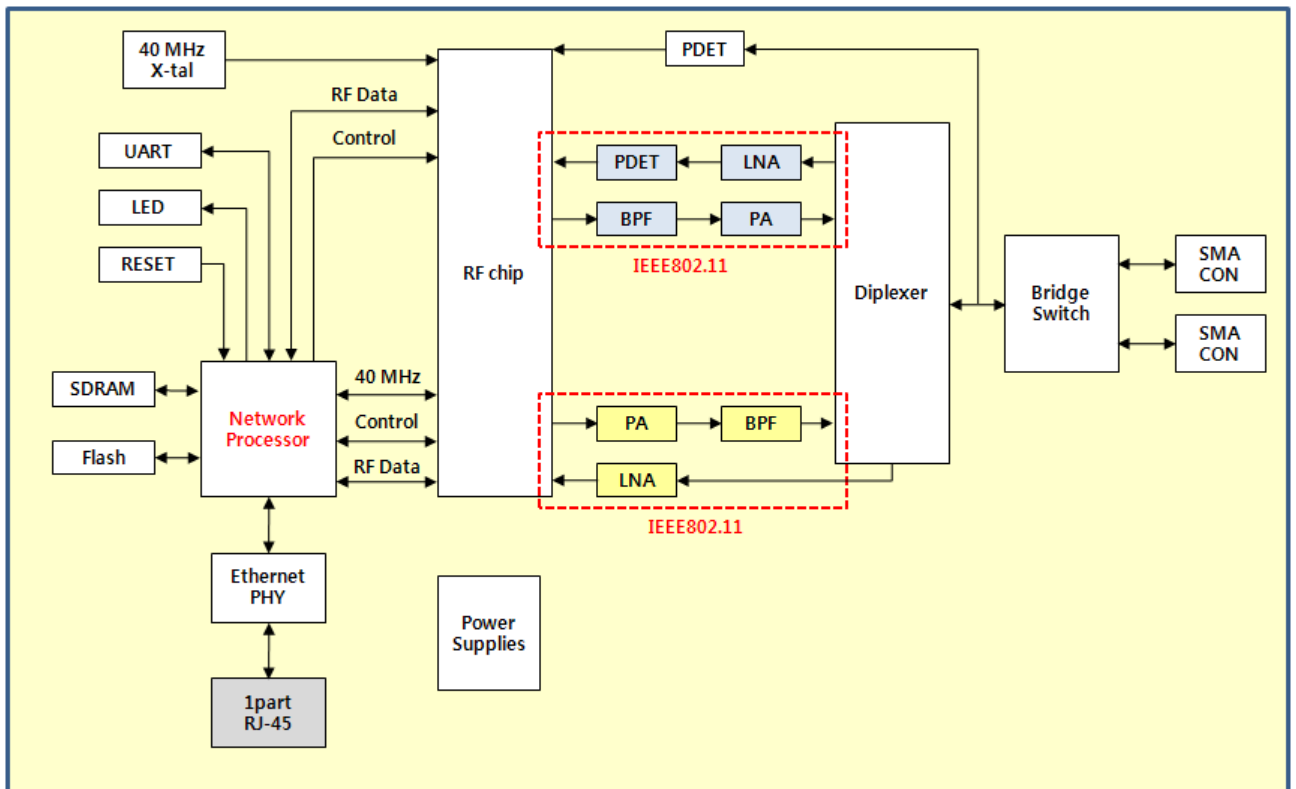 40 MHz
X-tal
PDET
RF Data
Control
UART
PDET
LNA
LED
BPF
PA
RESET
IEEE802.11
RF chip
Diplexer
SMA
CON
Bridge
Switch
SMA
CON
SDRAM
40 MHz
Network
Processor
Control
PA
BPF
Flash
RF Data
LNA
IEEE802.11
Ethernet
PHY
Power
Supplies
1part
RJ-45